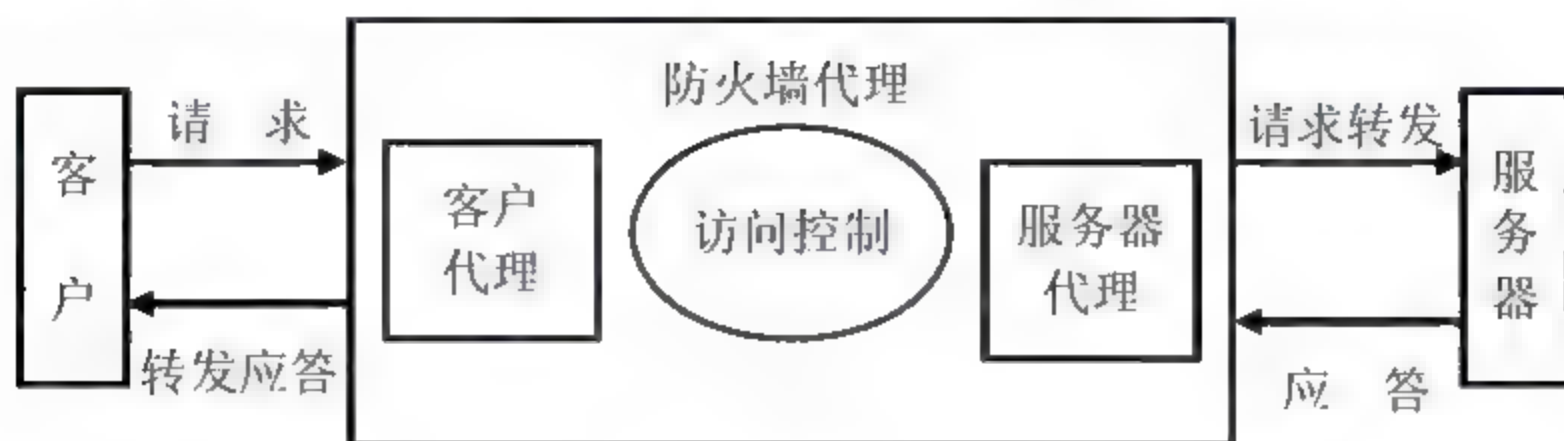 防火墙代理
请 求
请求转发
客户
客户
代理
访问控制
服务器
代理
服务器
转发应答
应 答